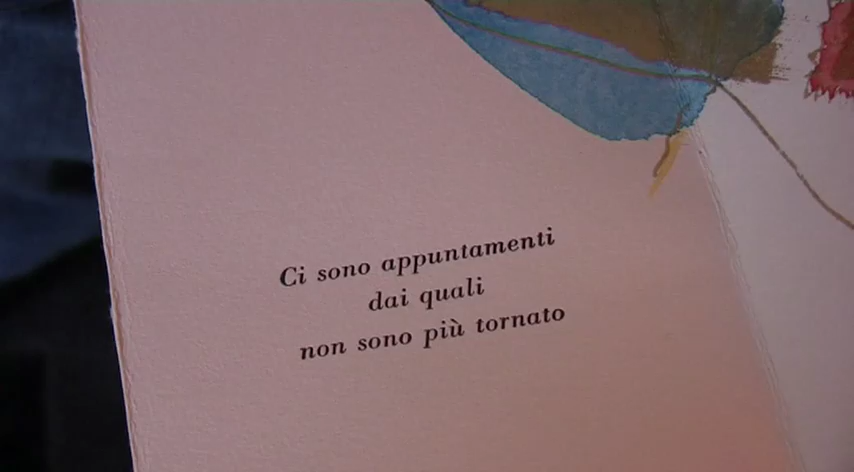 Ci sono appuntamenti
dai quali
non sono più tornato